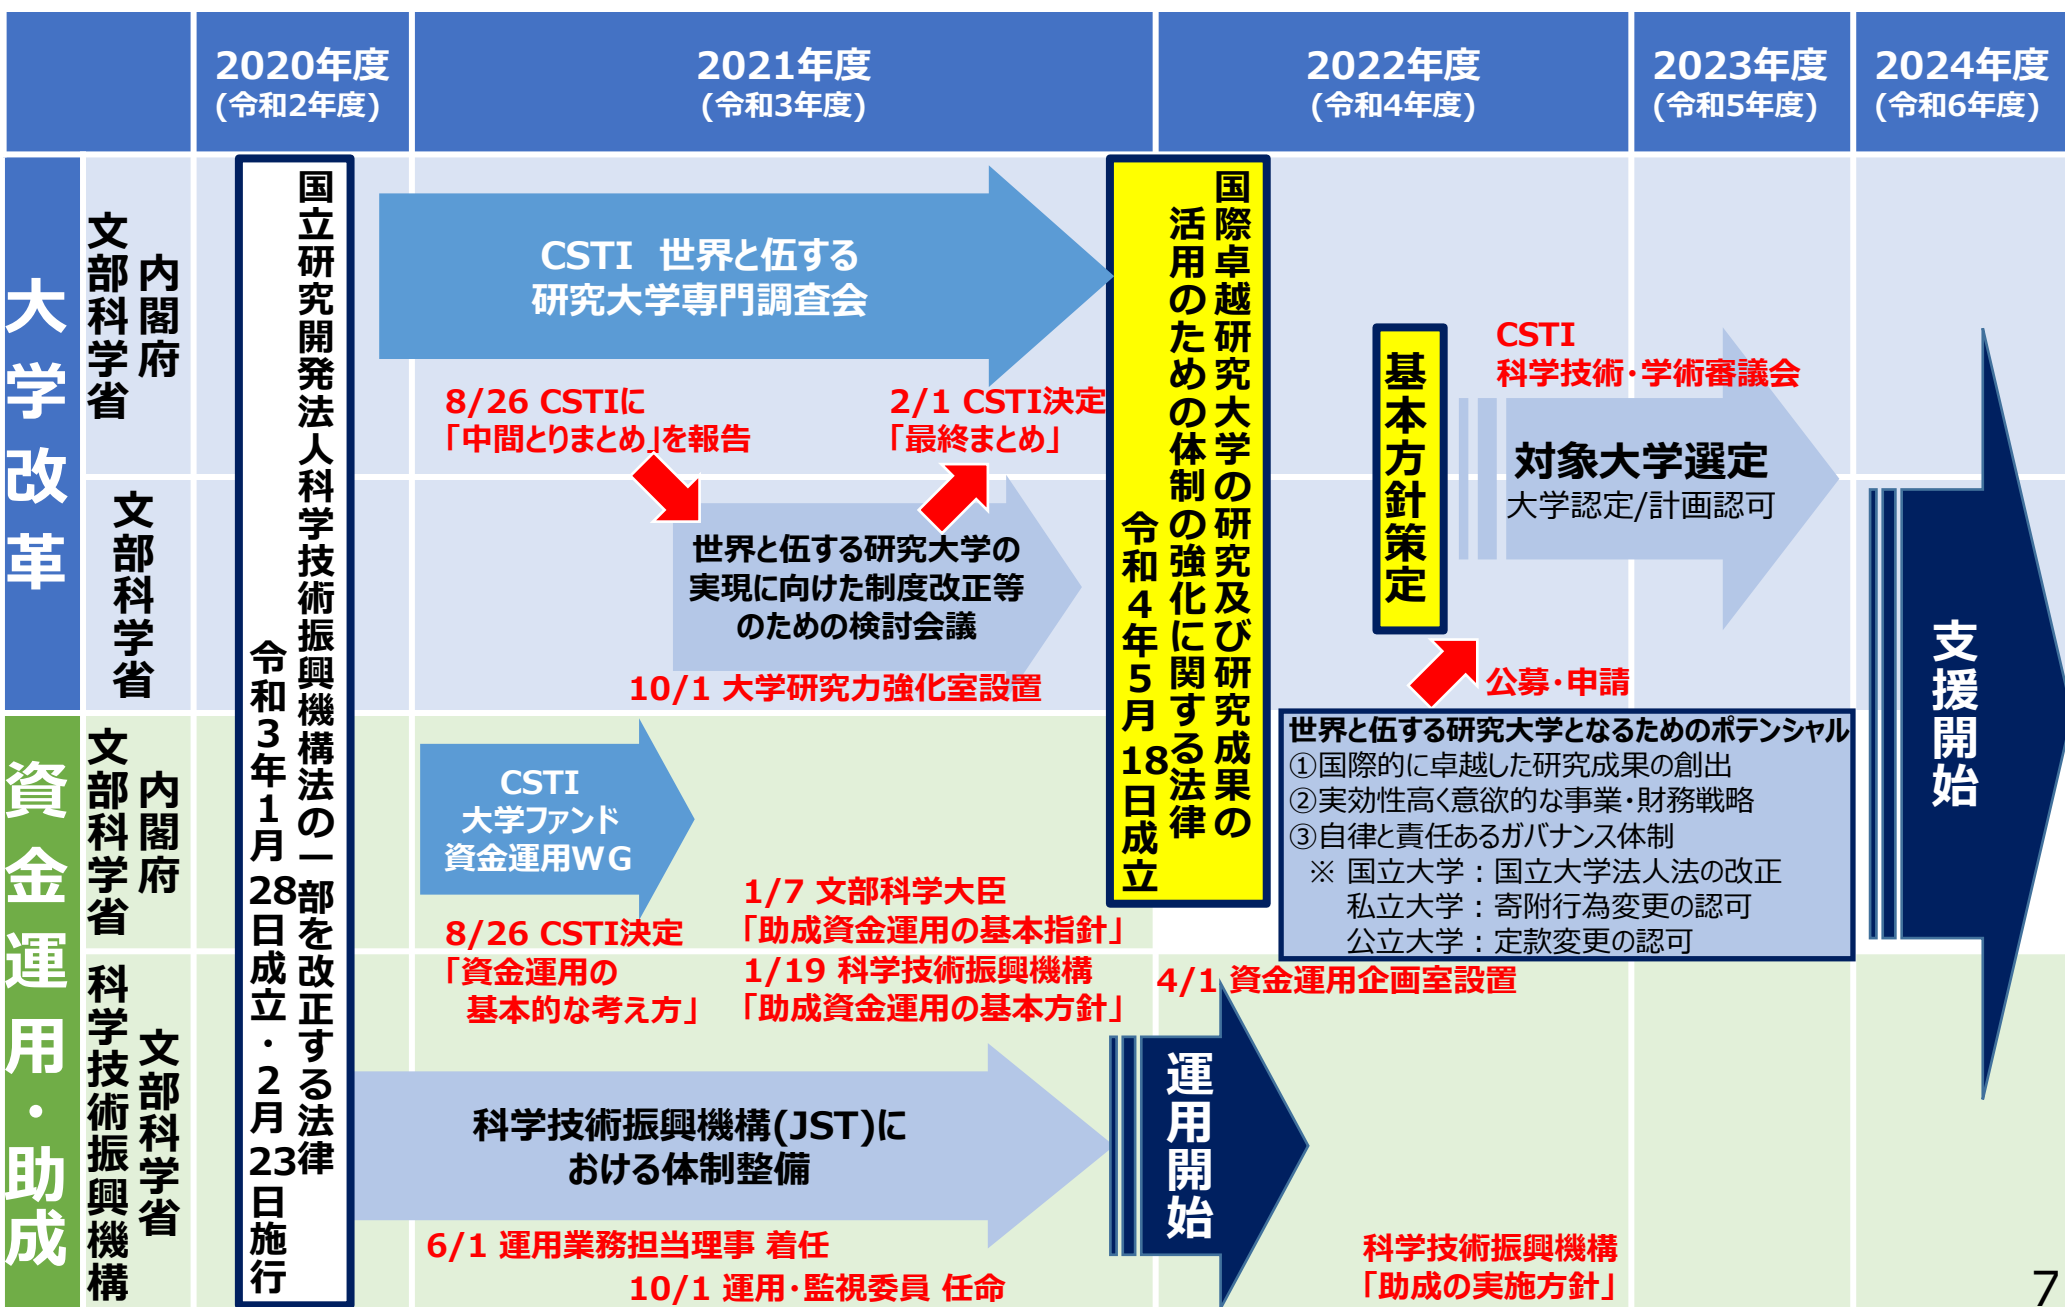 2020年度
(令和2年度)
2021年度
(令和3年度)
2022年度
(令和4年度)
2023年度
(令和5年度)
2024年度
(令和6年度)
大学改革
内閣府
文部科学省
文部科学省
資金運用・助成
内閣府
文部科学省
文部科学省
科学技術振興機構
国立研究開発法人科学技術振興機構法の一部を改正する法律
令和3年1月28日成立・2月23日施行
CSTI 世界と伍する
研究大学専門調査会
8/26 CSTIに
「中間とりまとめ」を報告
2/1 CSTI決定
「最終まとめ」
世界と伍する研究大学の
実現に向けた制度改正等
のための検討会議
10/1 大学研究力強化室設置
国際卓越研究大学の研究及び研究成果の
活用のための体制の強化に関する法律
令和4年5月18日成立
基本方針策定
CSTI
科学技術・学術審議会
対象大学選定
大学認定/計画認可
公募・申請
世界と伍する研究大学となるためのポテンシャル
①国際的に卓越した研究成果の創出
②実効性高く意欲的な事業・財務戦略
③自律と責任あるガバナンス体制
※ 国立大学：国立大学法人法の改正
私立大学：寄附行為変更の認可
公立大学：定款変更の認可
支援開始
CSTI
大学ファンド
資金運用WG
8/26 CSTI決定
「資金運用の
基本的な考え方」
1/7 文部科学大臣
「助成資金運用の基本指針」
1/19 科学技術振興機構
「助成資金運用の基本方針」
4/1 資金運用企画室設置
科学技術振興機構(JST)に
おける体制整備
運用開始
6/1 運用業務担当理事 着任
10/1 運用・監視委員 任命
科学技術振興機構
「助成の実施方針」
7